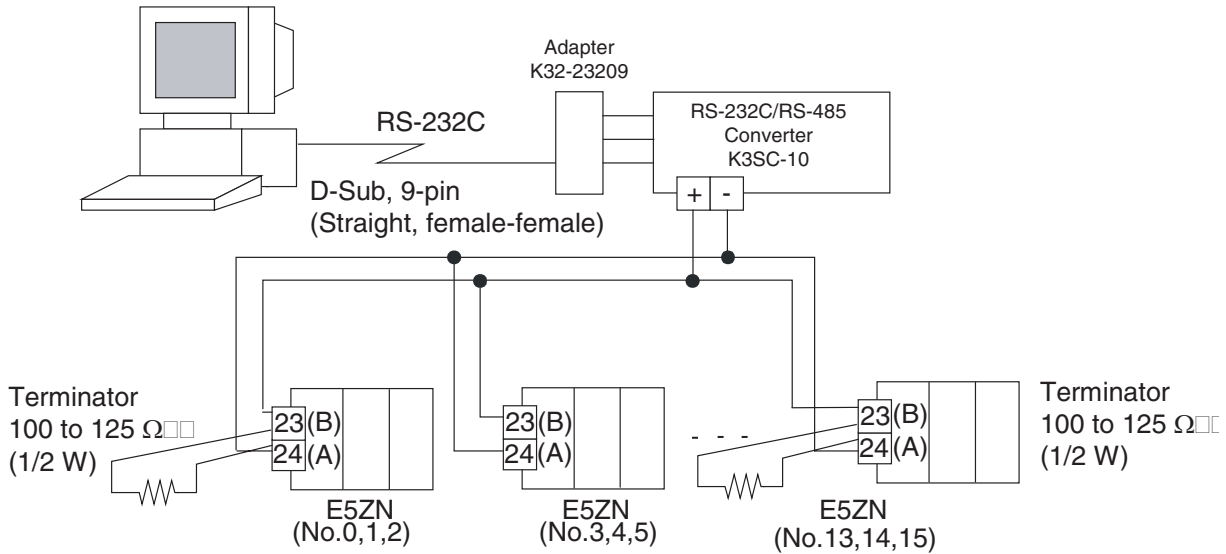 Adapter
K32-23209
RS-232C
RS-232C/RS-485
Converter
K3SC-10
+ -
D-Sub, 9-pin
(Straight, female-female)
Terminator
100 to 125 Ω□□
(1/2 W)
23 (B)
24 (A)
E5ZN
(No.0,1,2)
23 (B)
24 (A)
E5ZN
(No.3,4,5)
- - -
23 (B)
24 (A)
E5ZN
(No.13,14,15)
Terminator
100 to 125 Ω□□
(1/2 W)